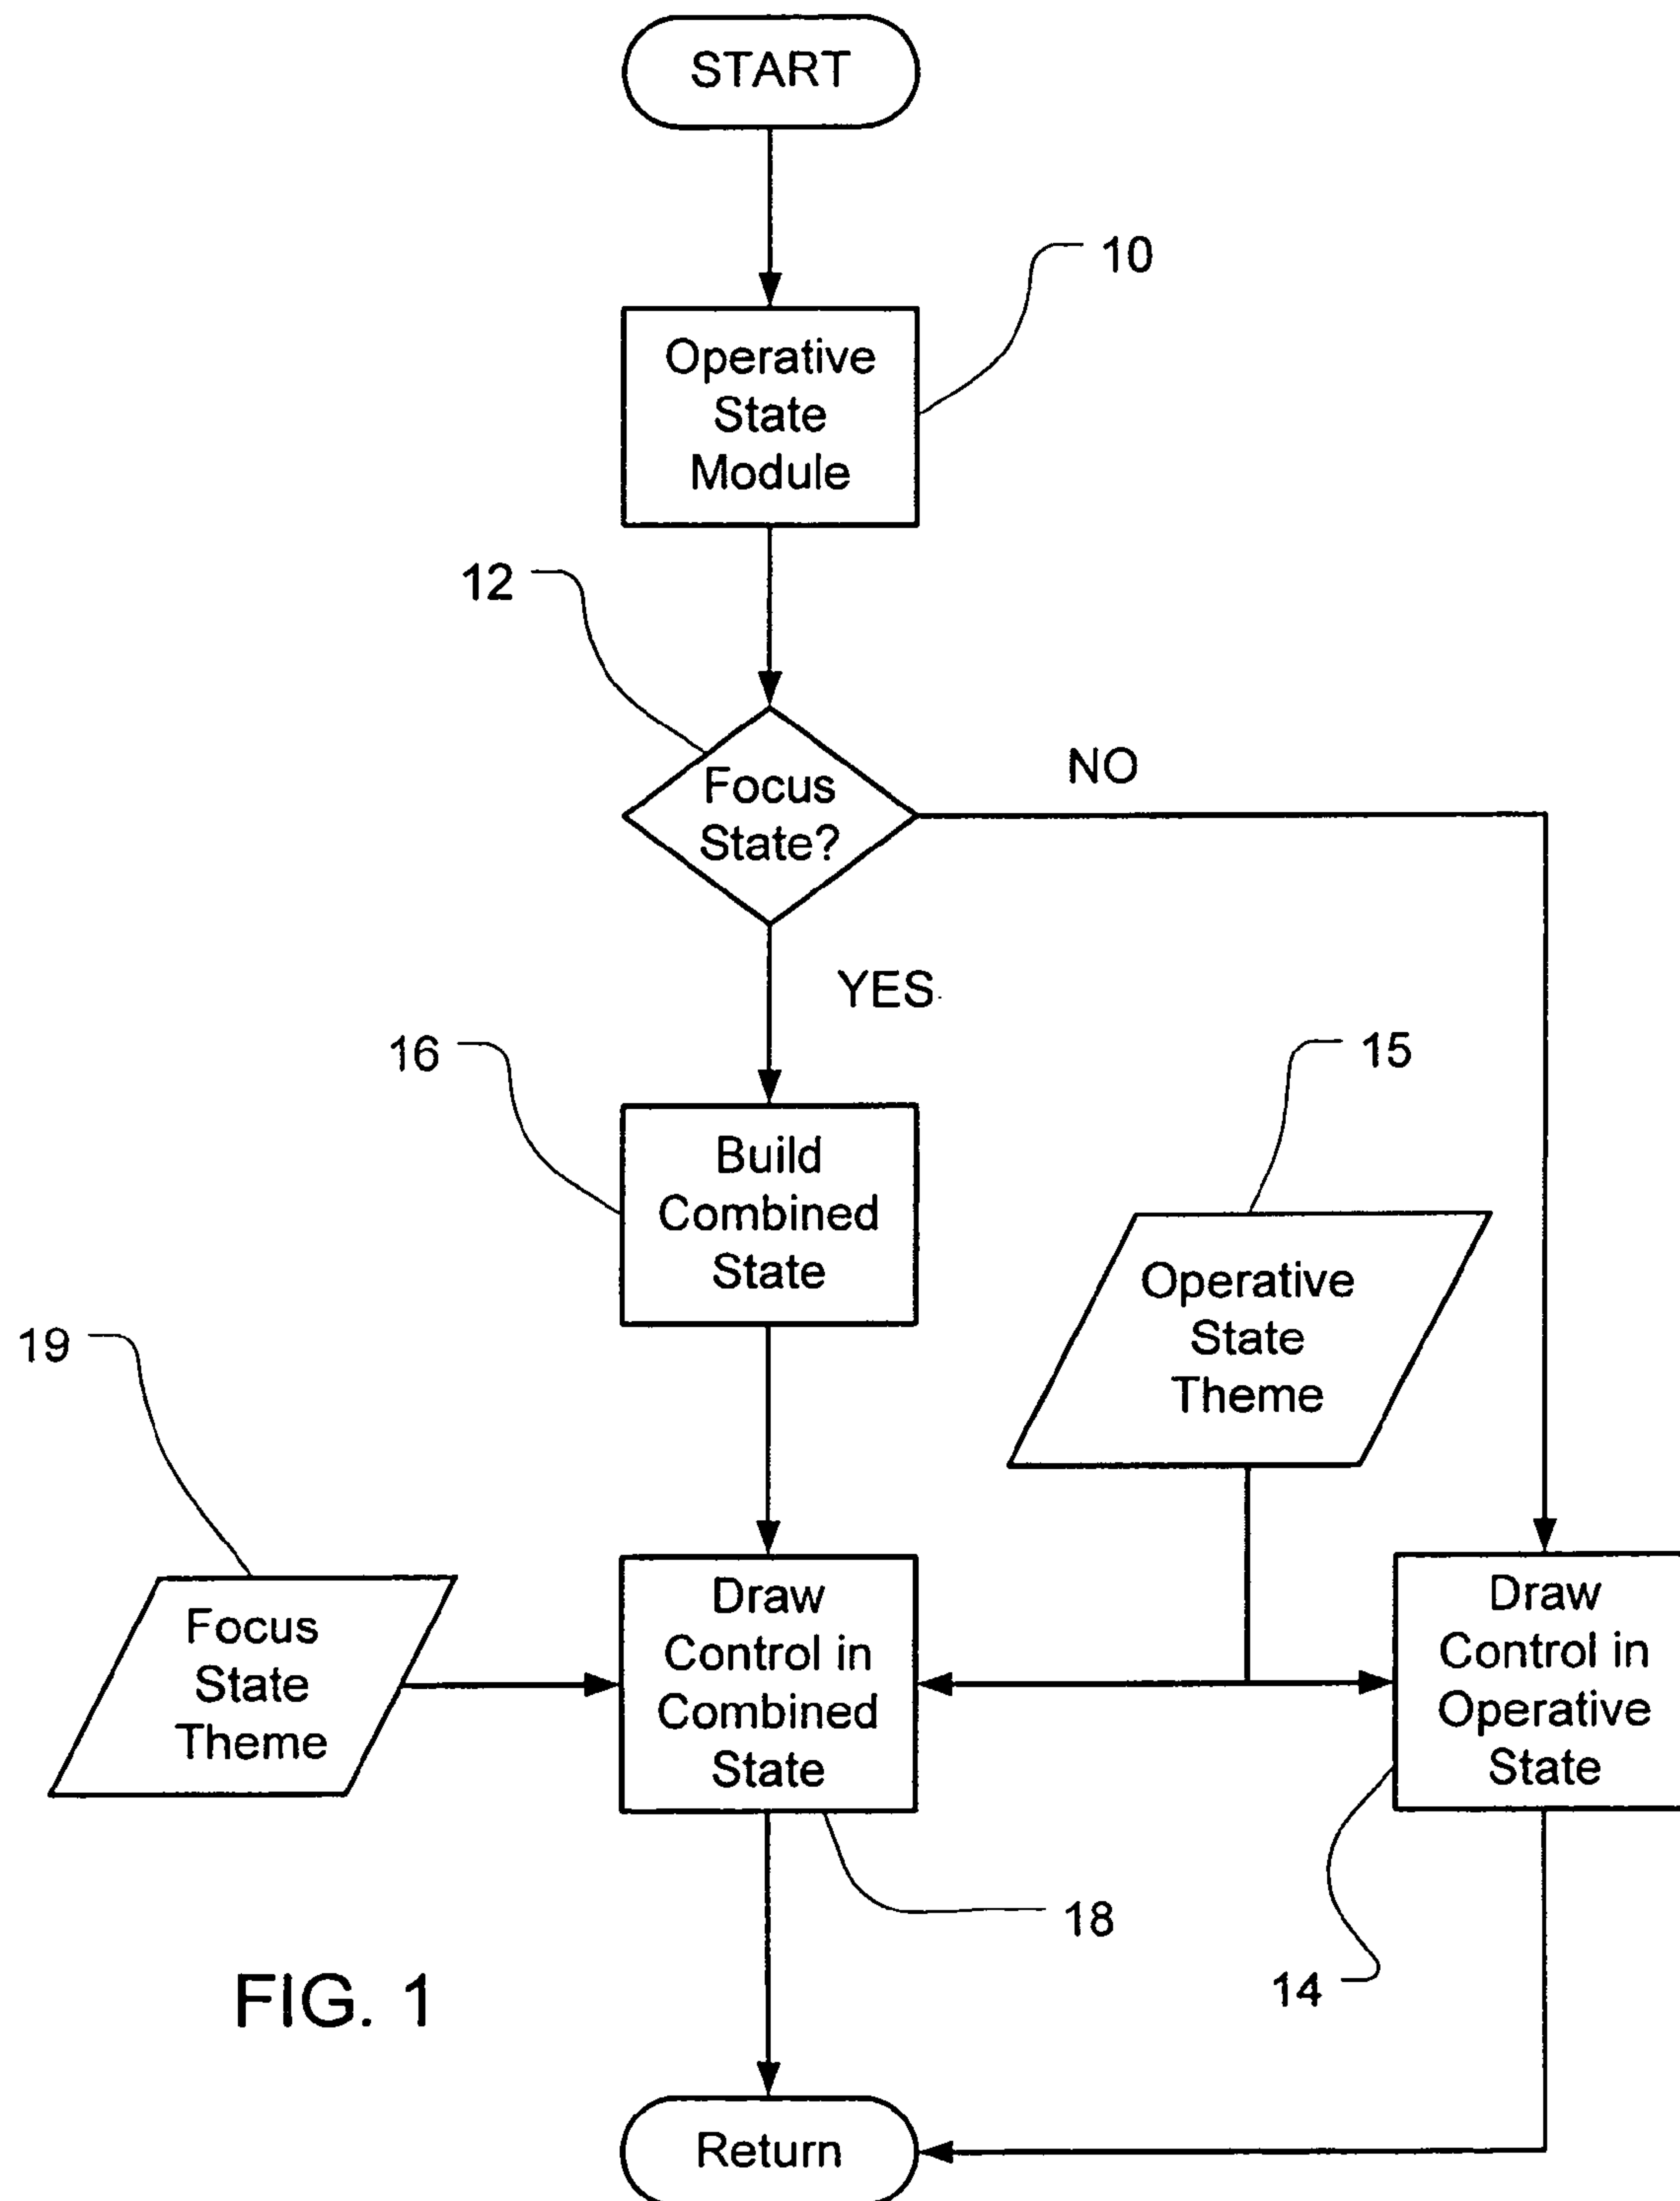 START
10
Operative
State
Module
12
Focus
State?
NO
YES
16
Build
Combined
State
15
Operative
State
Theme
19
Focus
State
Theme
Draw
Control in
Combined
State
Draw
Control in
Operative
State
18
14
FIG. 1
Return